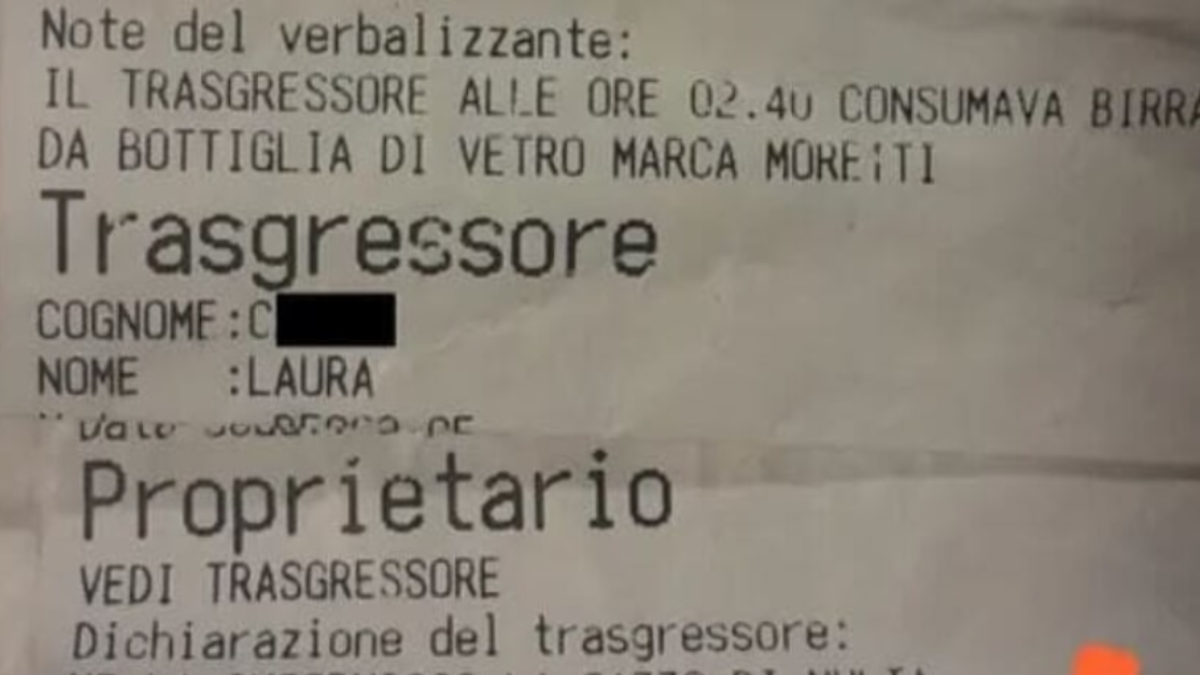 Note del verbalizzante:
IL TRASGRESSORE ALLE ORE 02.40 CONSUMAVA BIRRA
DA BOTTIGLIA DI VETRO MARCA MORETTI
Trasgressore
COGNOME:C
NOME :LAURA
Proprietario
VEDI TRASGRESSORE
Dichiarazione del trasgressore: